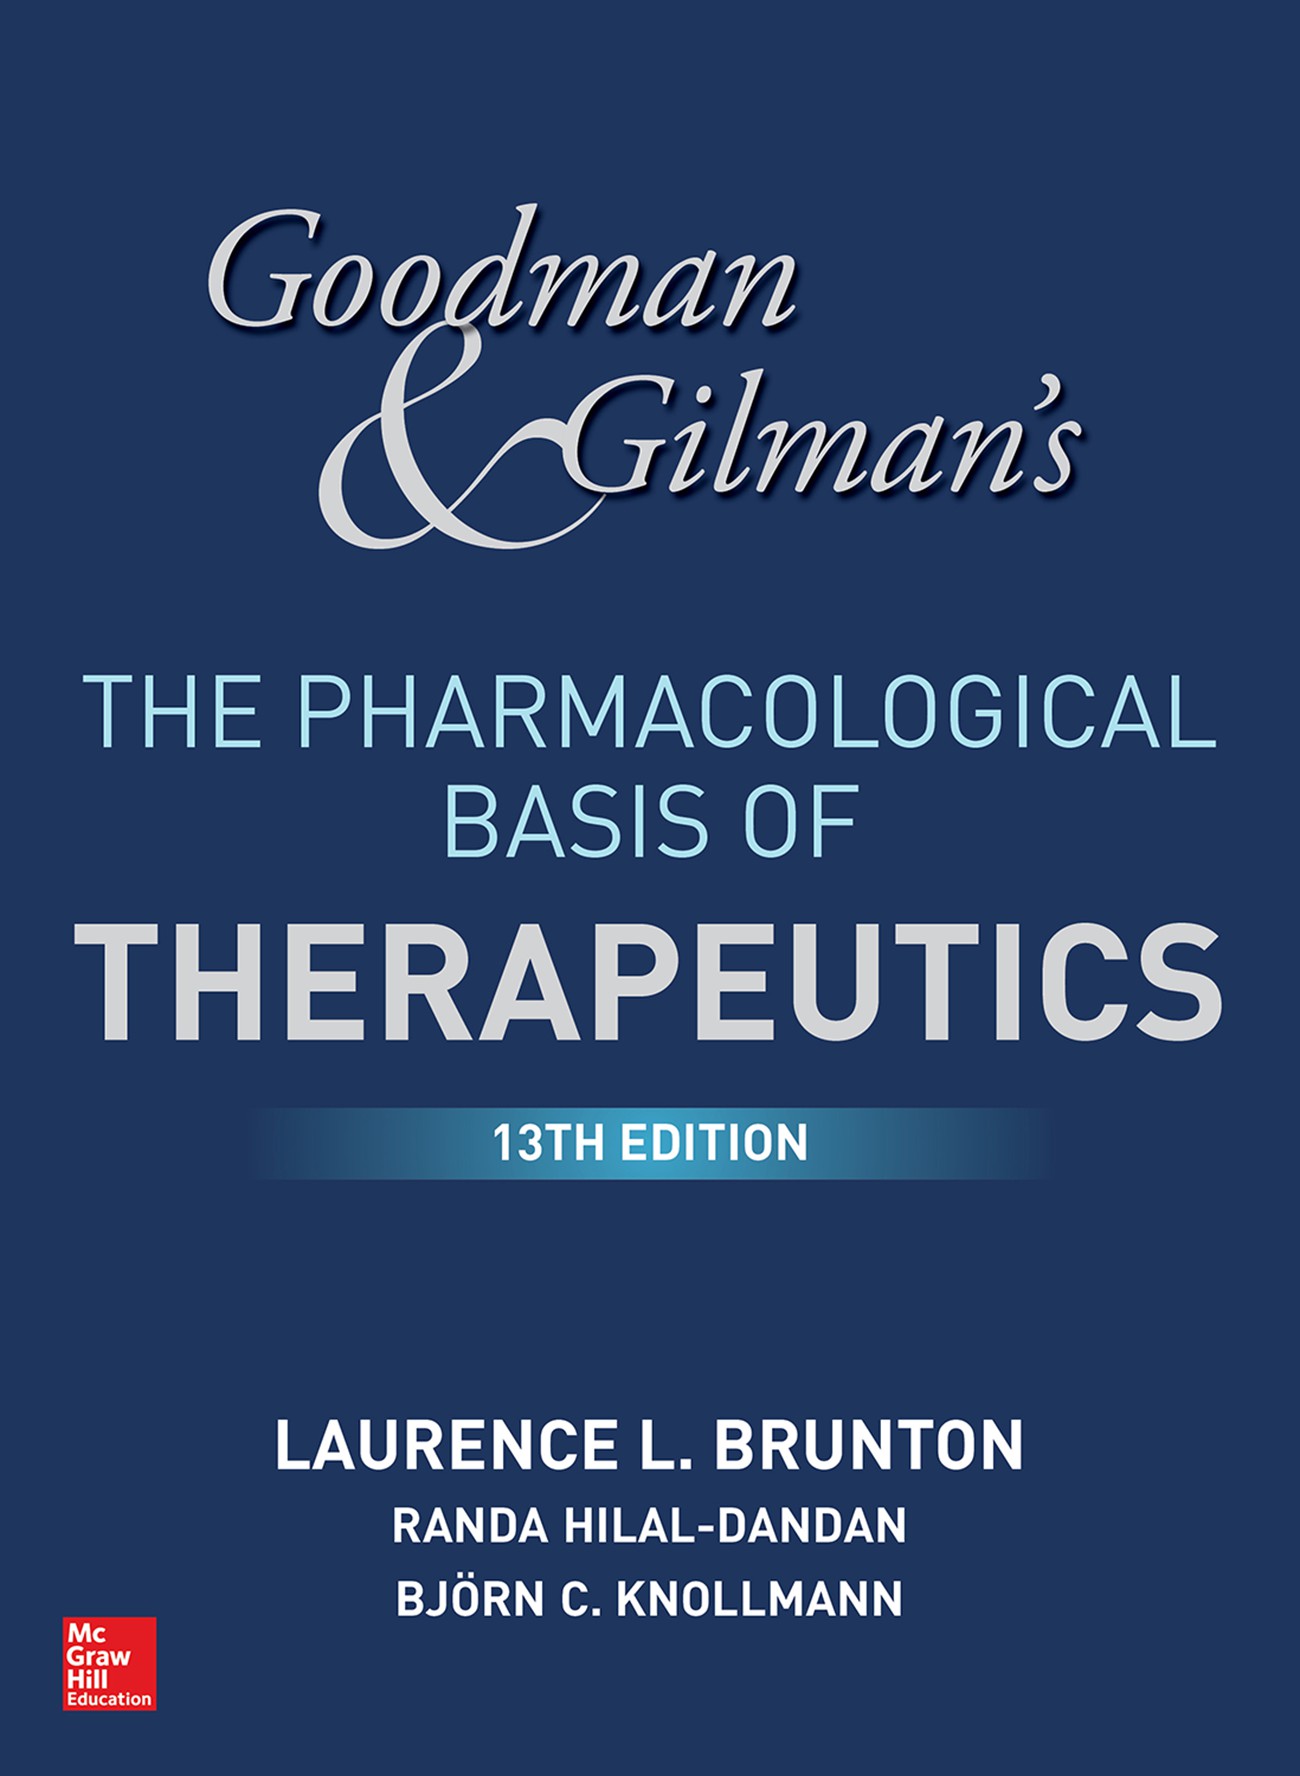 Goodman
& Gilman's
THE PHARMACOLOGICAL
BASIS OF
THERAPEUTICS
13TH EDITION
LAURENCE L. BRUNTON
RANDA HILAL-DANDAN
BJÖRN C. KNOLLMANN
Mc
Graw
Hill
Education